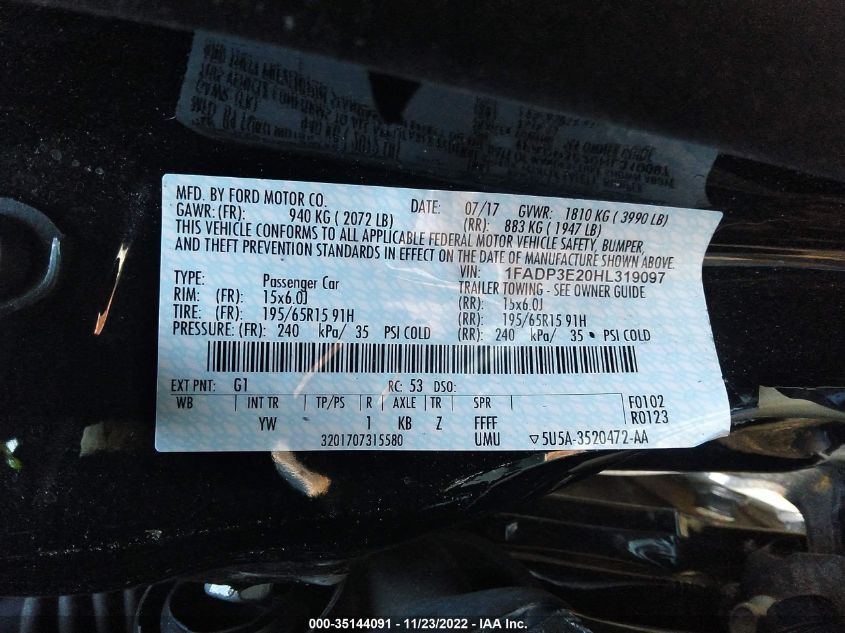 MFD. BY FORD MOTOR CO. DATE: 07/17 GVWR: 1810 KG ( 3990 LB)
GAWR: (FR): 940 KG ( 2072 LB) (RR): 883 KG ( 1947 LB)
THIS VEHICLE CONFORMS TO ALL APPLICABLE FEDERAL MOTOR VEHICLE SAFETY, BUMPER,
AND THEFT PREVENTION STANDARDS IN EFFECT ON THE DATE OF MANUFACTURE SHOWN ABOVE.
VIN: 1FADP3E20HL319097
TYPE: Passenger Car TRAILER TOWING - SEE OWNER GUIDE
RIM: (FR): 15x6.0J (RR): 15x6.0J
TIRE: (FR): 195/65R15 91H (RR): 195/65R15 91H
PRESSURE: (FR): 240 kPa/ 35 PSI COLD (RR): 240 kPa/ 35 PSI COLD
EXT PNT: G1 RC: 53 DSO:
WB INT TR TP/PS R AXLE TR SPR F0102
R0123
YW 1 KB Z FFFF
3201707315580 UMU ▽5U5A-3520472-AA
000-35144091 - 11/23/2022 - IAA Inc.